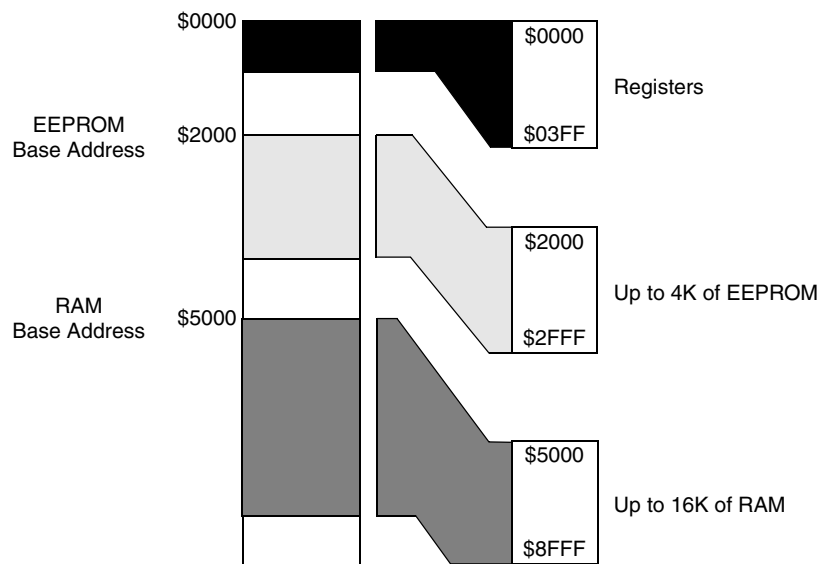 $0000
$0000
Registers
$03FF
EEPROM
Base Address
$2000
$2000
Up to 4K of EEPROM
$2FFF
RAM
Base Address
$5000
$5000
Up to 16K of RAM
$8FFF